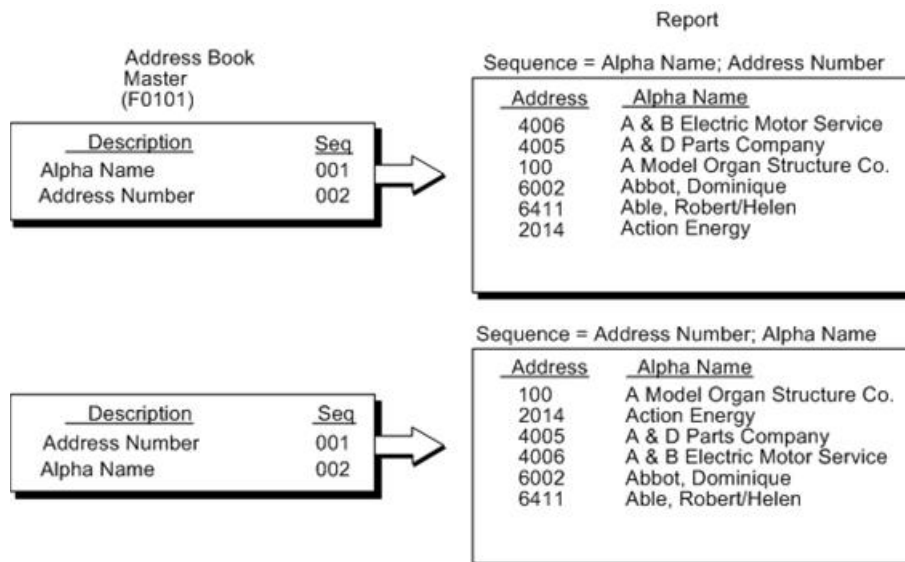 Report
Address Book
Master
(F0101)
Sequence = Alpha Name; Address Number
Description Seq
Alpha Name 001
Address Number 002
Address Alpha Name
4006 A & B Electric Motor Service
4005 A & D Parts Company
100 A Model Organ Structure Co.
6002 Abbot, Dominique
6411 Able, Robert/Helen
2014 Action Energy
Sequence = Address Number; Alpha Name
Description Seq
Address Number 001
Alpha Name 002
Address Alpha Name
100 A Model Organ Structure Co.
2014 Action Energy
4005 A & D Parts Company
4006 A & B Electric Motor Service
6002 Abbot, Dominique
6411 Able, Robert/Helen